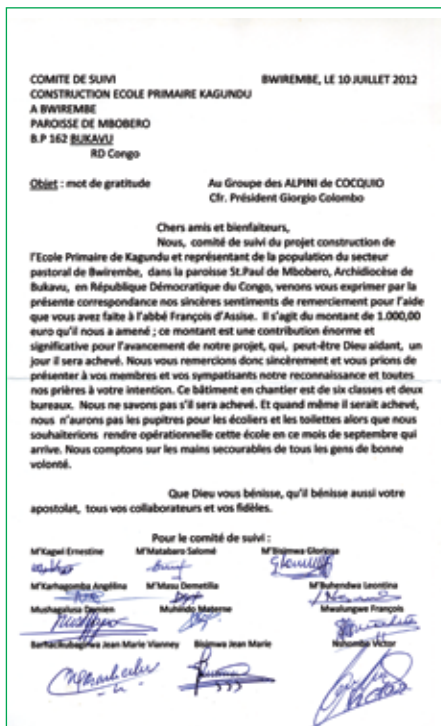 COMITE DE SUIVI BWIREMBE, LE 10 JUILLET 2012
CONSTRUCTION ECOLE PRIMAIRE KAGUNDU
A BWIREMBE
PAROISSE DE MBOBERO
B.P 162 BUKAVU
RD Congo
Objet : mot de gratitude Au Groupe des ALPINI de COCQUIO
Cfr. Président Giorgio Colombo
Chers amis et bienfaiteurs,
Nous, comité de suivi du projet construction de
l'Ecole Primaire de Kagundu et représentant de la population du secteur
pastoral de Bwirembe, dans la paroisse St.Paul de Mbobero, Archidiocèse de
Bukavu, en République Démocratique du Congo, venons vous exprimer par la
présente correspondance nos sincères sentiments de remerciement pour l'aide
que vous avez faite à l'abbé François d'Assise. Il s'agit du montant de 1.000,00
euro qu'il nous a amené ; ce montant est une contribution énorme et
significative pour l'avancement de notre projet, qui, peut-être Dieu aidant, un
jour il sera achevé. Nous vous remercions donc sincèrement et vous prions de
présenter à vos membres et vos sympatisants notre reconnaissance et toutes
nos prières à votre intention. Ce bâtiment en chantier est de six classes et deux
bureaux. Nous ne savons pas s'il sera achevé. Et quand même il serait achevé,
nous n'aurons pas les pupitres pour les écoliers et les toilettes alors que nous
souhaiterions rendre opérationnelle cette école en ce mois de septembre qui
arrive. Nous comptons sur les mains secourables de tous les gens de bonne
volonté.
Que Dieu vous bénisse, qu'il bénisse aussi votre
apostolat, tous vos collaborateurs et vos fidèles.
Pour le comité de suivi :
M'Kagwi Ernestine M'Matabaro Salomé M'Bisimwa Gloriose
M'Karhagomba Angélina M'Masu Demetilla M'Buhendwa Leontina
Mushagalusa Damien Muhindo Materne Mwalungwe François
Barhacikubagirwa Jean Marie Vianney Bisimwa Jean Marie Nshombo Victor